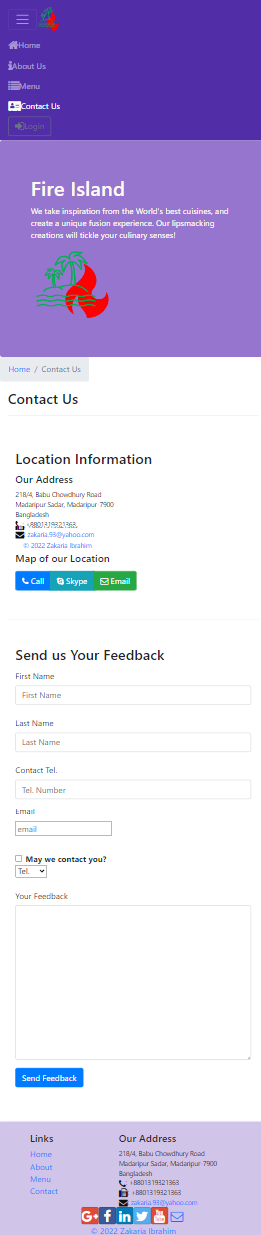 Home
About Us
Menu
Contact Us
Login
Fire Island
We take inspiration from the World's best cuisines, and
create a unique fusion experience. Our lipsmacking
creations will tickle your culinary senses!
Home / Contact Us
Contact Us
Location Information
Our Address
218/4, Babu Chowdhury Road
Madaripur Sadar, Madaripur 7900
Bangladesh
: +8801319321363
: zakaria.93@yahoo.com
© 2022 Zakaria Ibrahim
Map of our Location
Call Skype Email
Send us Your Feedback
First Name
First Name
Last Name
Last Name
Contact Tel.
Tel. Number
Email
email
May we contact you?
Tel.
Your Feedback
Send Feedback
Links
Home
About
Menu
Contact
Our Address
218/4, Babu Chowdhury Road
Madaripur Sadar, Madaripur 7900
Bangladesh
: +8801319321363
: +8801319321363
: zakaria.93@yahoo.com
© 2022 Zakaria Ibrahim